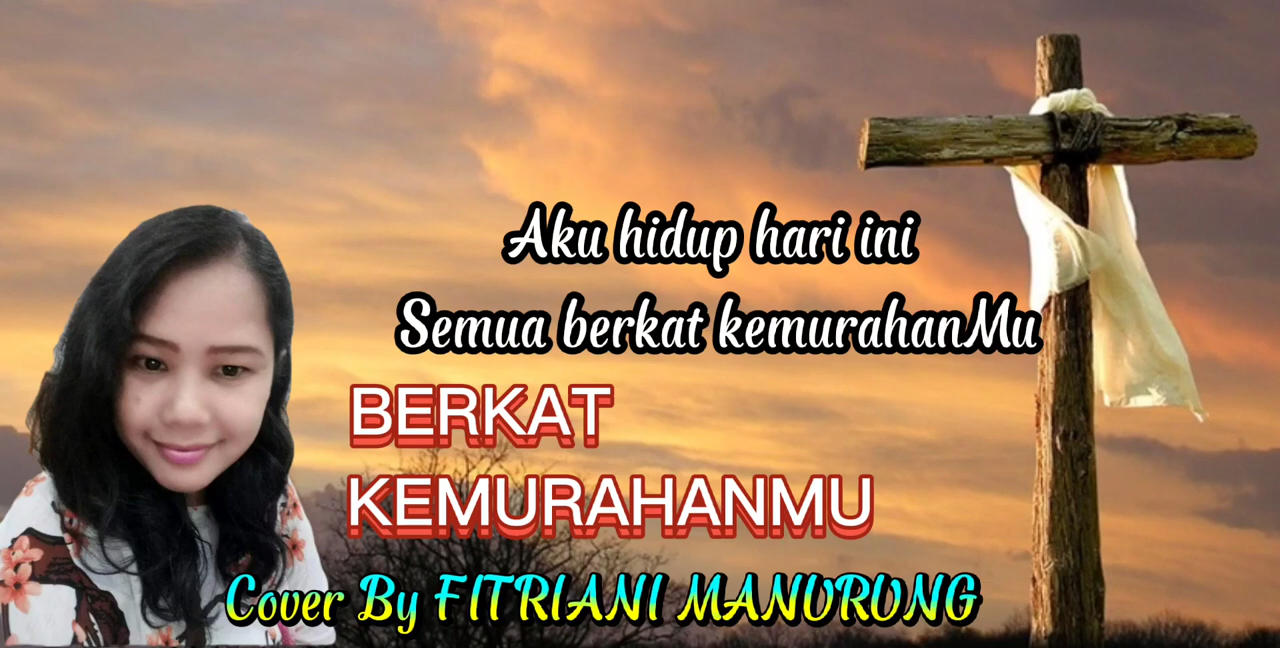 Aku hidup hari ini
Semua berkat kemurahanMu
BERKAT
KEMURAHANMU
Cover By FITRIANI MANURUNG